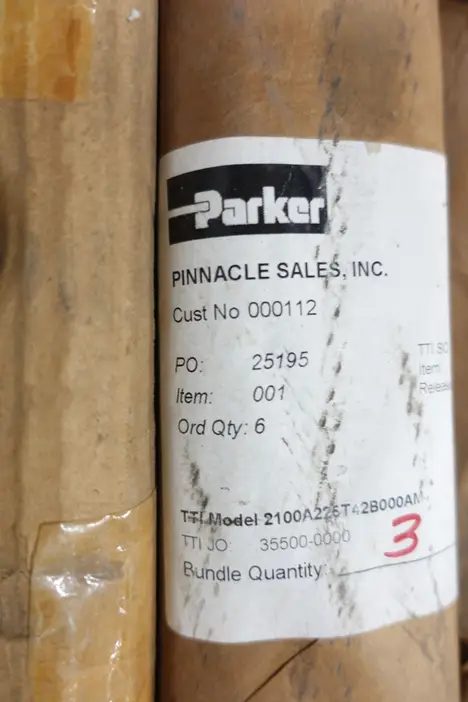 Parker
PINNACLE SALES, INC.
Cust No 000112
PO: 25195
Item: 001
Ord Qty: 6
TTI SO
Item
Release
TTI Model 2100A225T42B000AM
TTI JO: 35500-0000
Bundle Quantity: 3